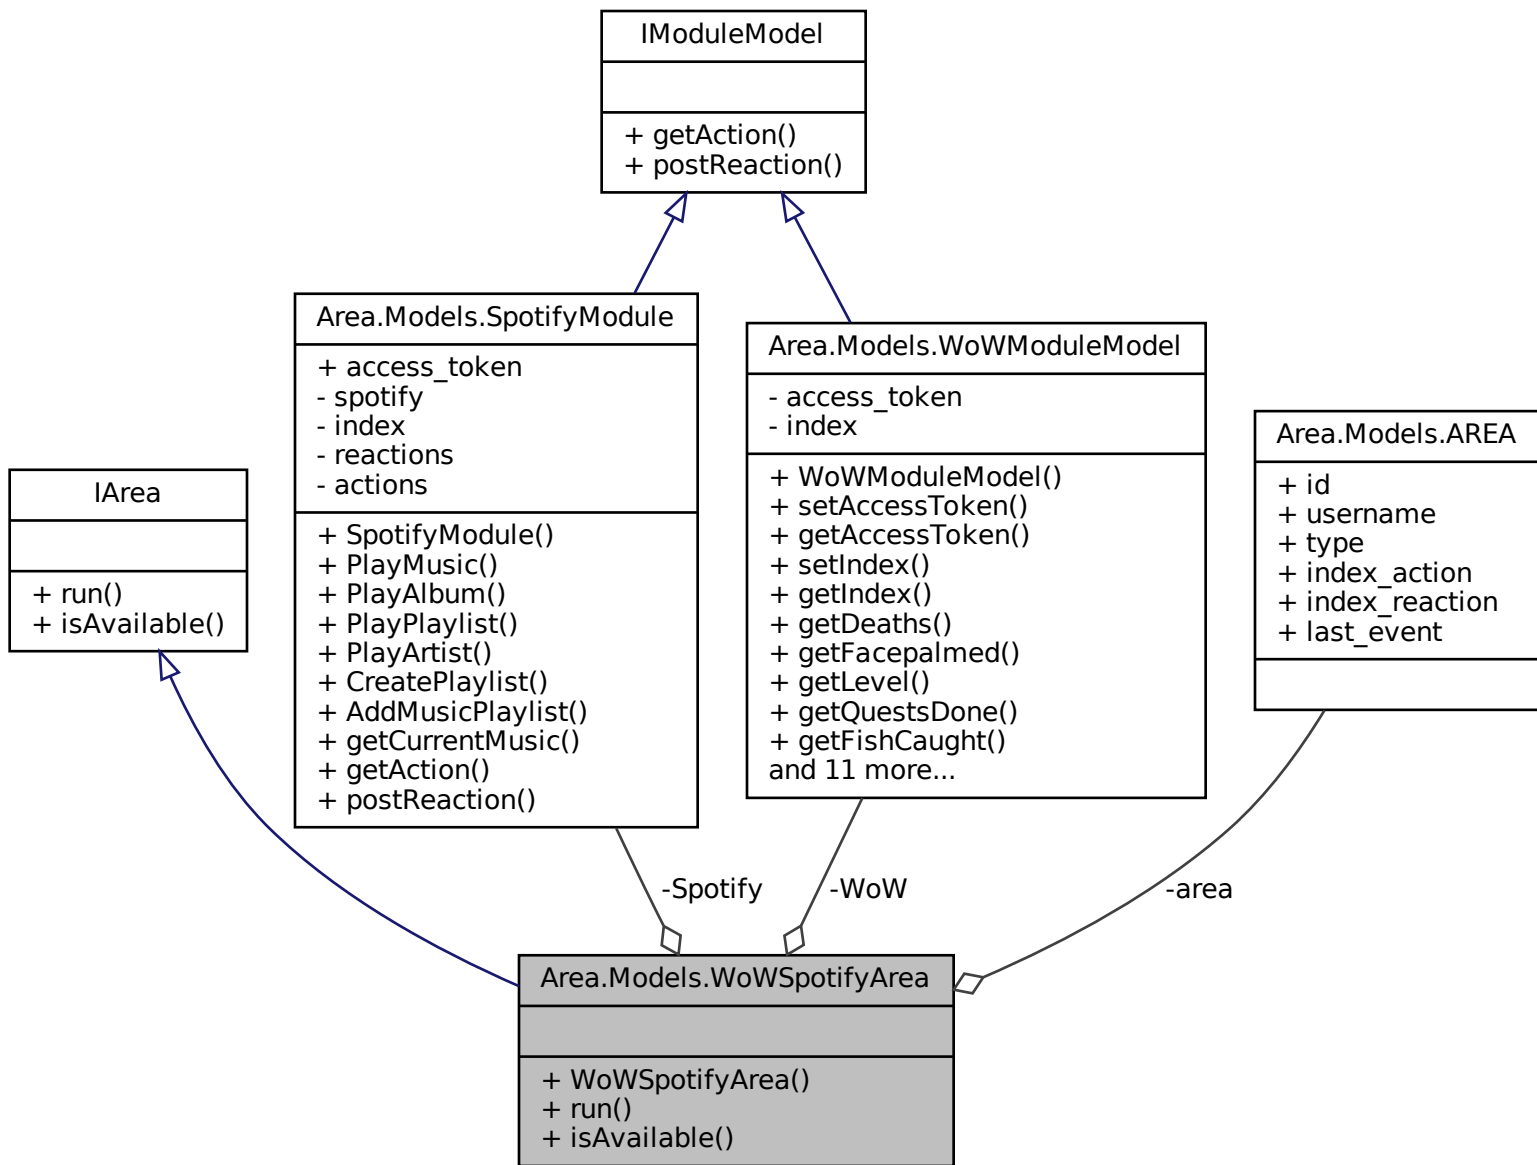 IModuleModel
+ getAction()
+ postReaction()
Area.Models.SpotifyModule
+ access_token
- spotify
- index
- reactions
- actions
+ SpotifyModule()
+ PlayMusic()
+ PlayAlbum()
+ PlayPlaylist()
+ PlayArtist()
+ CreatePlaylist()
+ AddMusicPlaylist()
+ getCurrentMusic()
+ getAction()
+ postReaction()
Area.Models.WoWModuleModel
- access_token
- index
+ WoWModuleModel()
+ setAccessToken()
+ getAccessToken()
+ setIndex()
+ getIndex()
+ getDeaths()
+ getFacepalmed()
+ getLevel()
+ getQuestsDone()
+ getFishCaught()
and 11 more...
Area.Models.AREA
+ id
+ username
+ type
+ index_action
+ index_reaction
+ last_event
IArea
+ run()
+ isAvailable()
-Spotify
-WoW
-area
Area.Models.WoWSpotifyArea
+ WoWSpotifyArea()
+ run()
+ isAvailable()